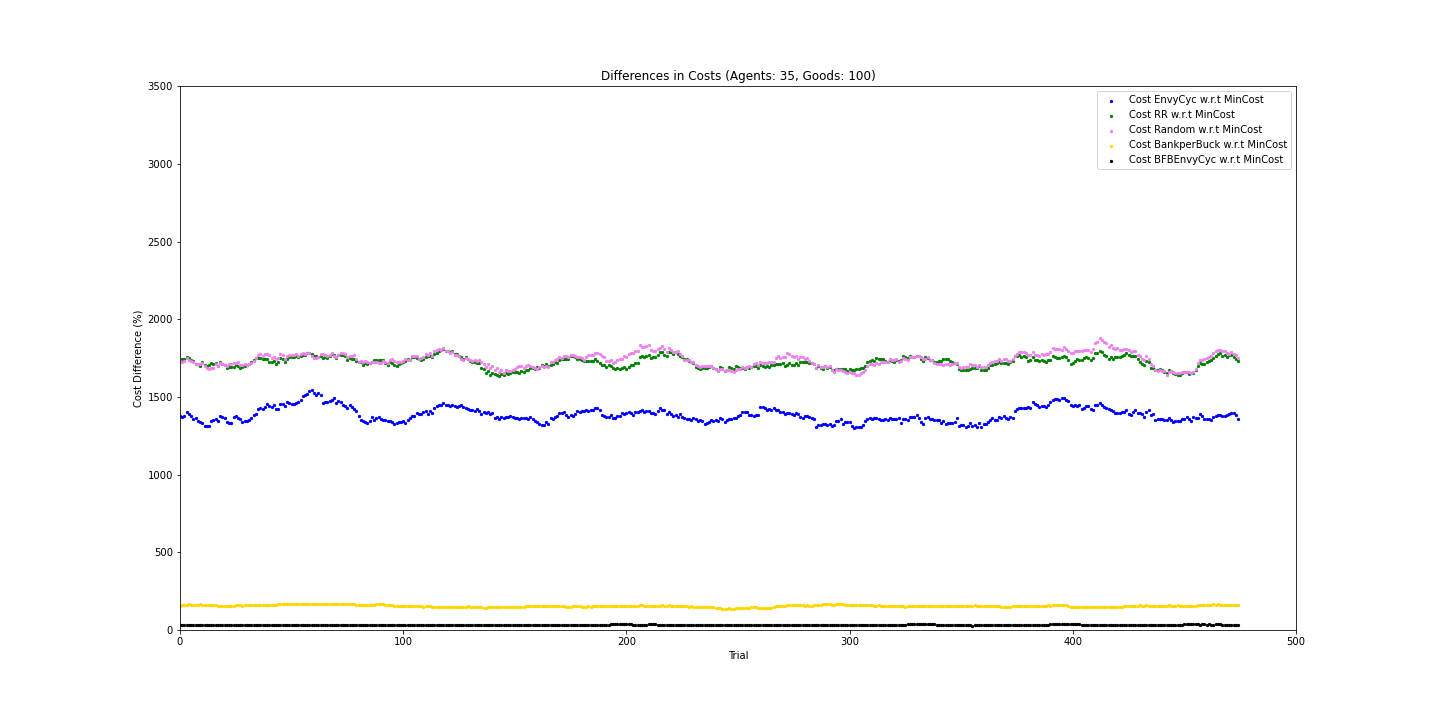 Differences in Costs (Agents: 35, Goods: 100)
3500
3000
2500
2000
1500
1000
500
0
Cost Difference (%)
Cost EnvyCyc w.r.t MinCost
Cost RR w.r.t MinCost
Cost Random w.r.t MinCost
Cost BankperBuck w.r.t MinCost
Cost BFBEnvyCyc w.r.t MinCost
0 100 200 300 400 500
Trial